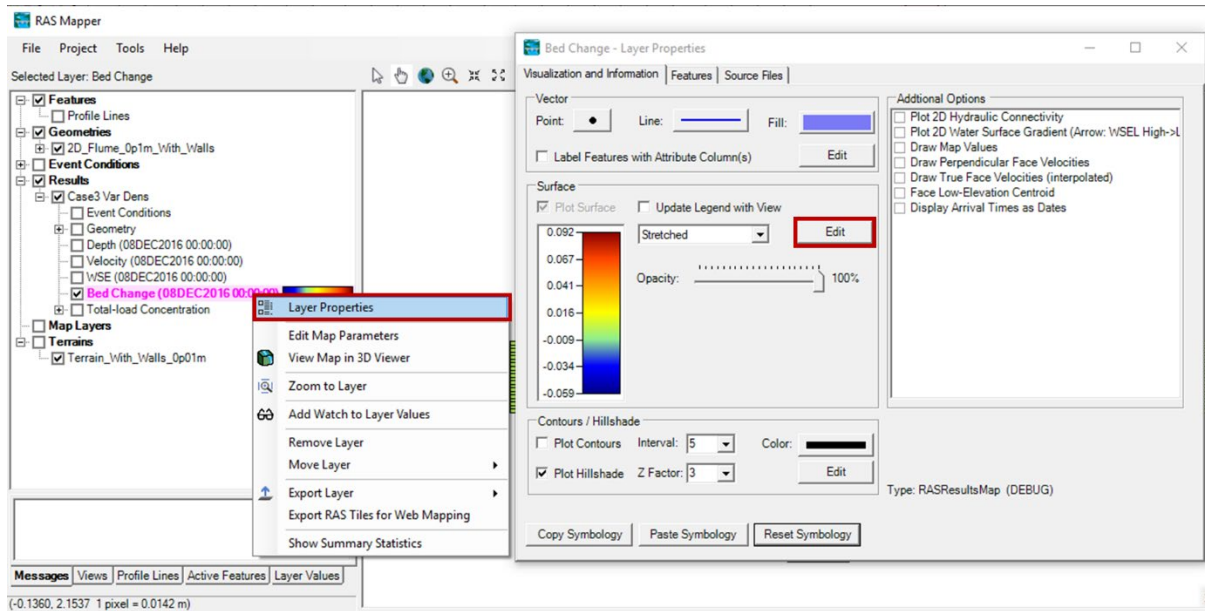 RAS Mapper
File Project Tools Help
Selected Layer: Bed Change
Features
Profile Lines
Geometries
2D_Flume_0p1m_With_Walls
Event Conditions
Results
Case3 Var Dens
Event Conditions
Geometry
Depth (08DEC2016 00:00:00)
Velocity (08DEC2016 00:00:00)
WSE (08DEC2016 00:00:00)
Bed Change (08DEC2016 00:00:00)
Total-load Concentration
Map Layers
Terrains
Terrain_With_Walls_0p01m
Layer Properties
Edit Map Parameters
View Map in 3D Viewer
Zoom to Layer
Add Watch to Layer Values
Remove Layer
Move Layer
Export Layer
Export RAS Tiles for Web Mapping
Show Summary Statistics
Messages Views Profile Lines Active Features Layer Values
(-0.1360, 2.1537 1 pixel = 0.0142 m)
Bed Change - Layer Properties
Visualization and Information Features Source Files
Vector
Point: Line: Fill:
Label Features with Attribute Column(s) Edit
Surface
Plot Surface Update Legend with View
Stretched Edit
Opacity: 100%
0.092
0.067
0.041
0.016
-0.009
-0.034
-0.059
Contours / Hillshade
Plot Contours Interval: 5 Color:
Plot Hillshade Z Factor: 3 Edit
Copy Symbology Paste Symbology Reset Symbology
Addtional Options
Plot 2D Hydraulic Connectivity
Plot 2D Water Surface Gradient (Arrow: WSEL High->L
Draw Map Values
Draw Perpendicular Face Velocities
Draw True Face Velocities (interpolated)
Face Low-Elevation Centroid
Display Arrival Times as Dates
Type: RASResultsMap (DEBUG)